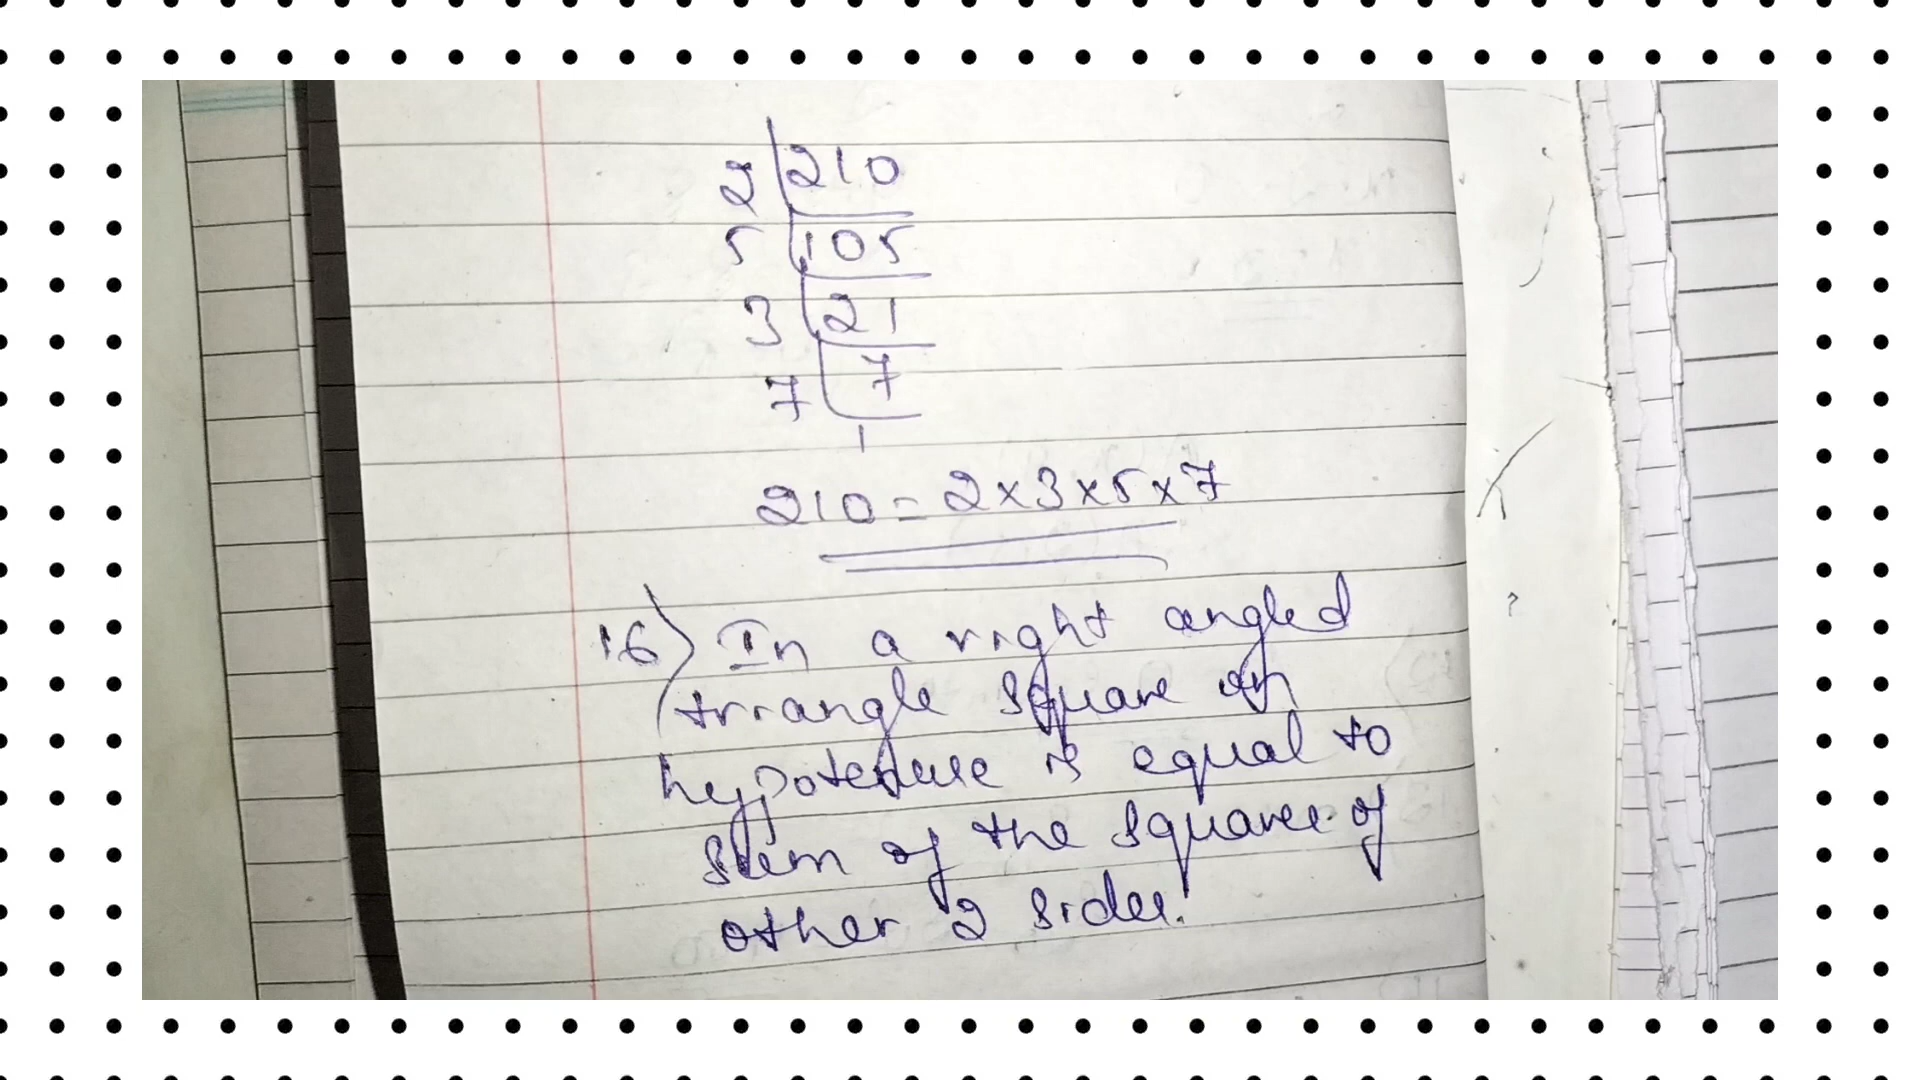 2 210
5 105
3 21
7 7
1
210 = 2×3×5×7
16) In a right angled
triangle square on
hypotenuse is equal to
sum of the squares of
other 2 sides.
?